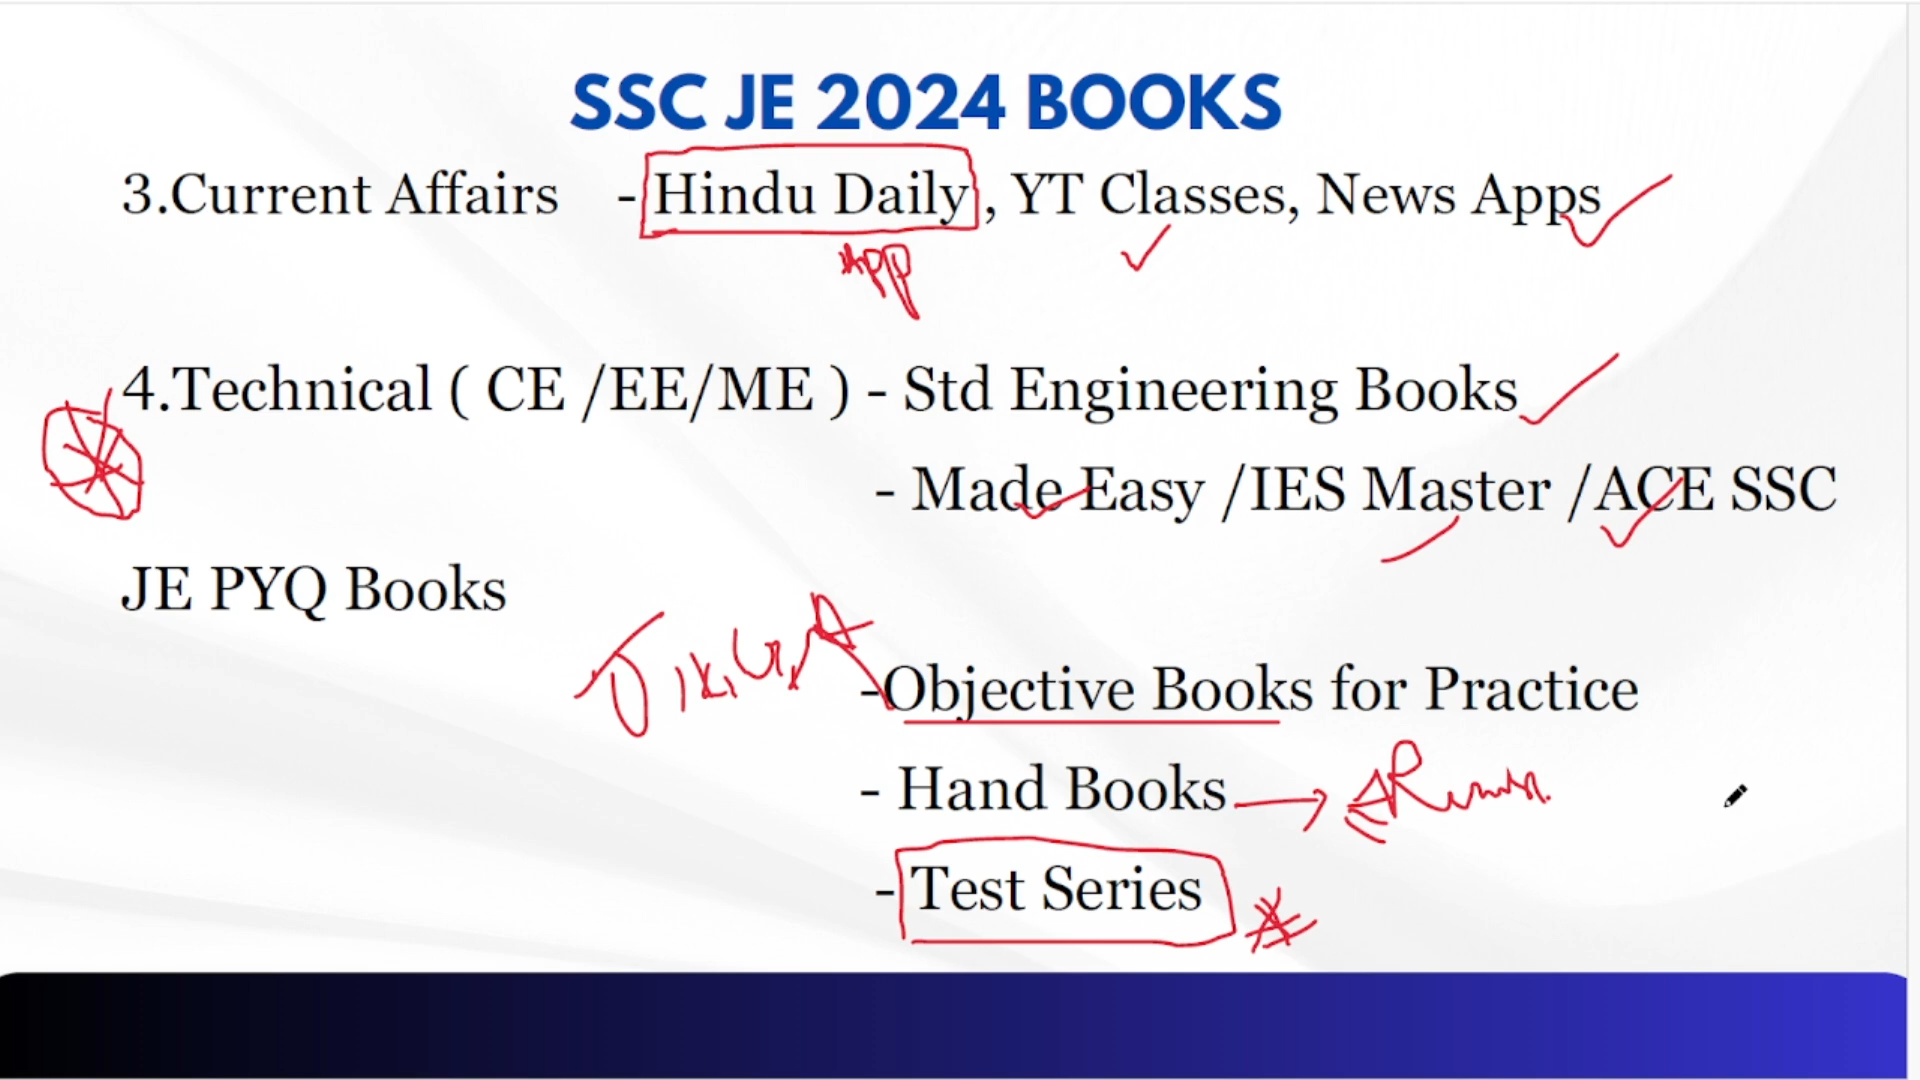 SSC JE 2024 BOOKS
3.Current Affairs - Hindu Daily , YT Classes, News Apps
App
4.Technical ( CE /EE/ME ) - Std Engineering Books
- Made Easy /IES Master /ACE SSC
JE PYQ Books
-Objective Books for Practice
- Hand Books
- Test Series